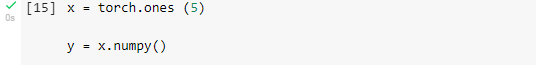 [15] x = torch.ones (5)
0s
y = x.numpy()